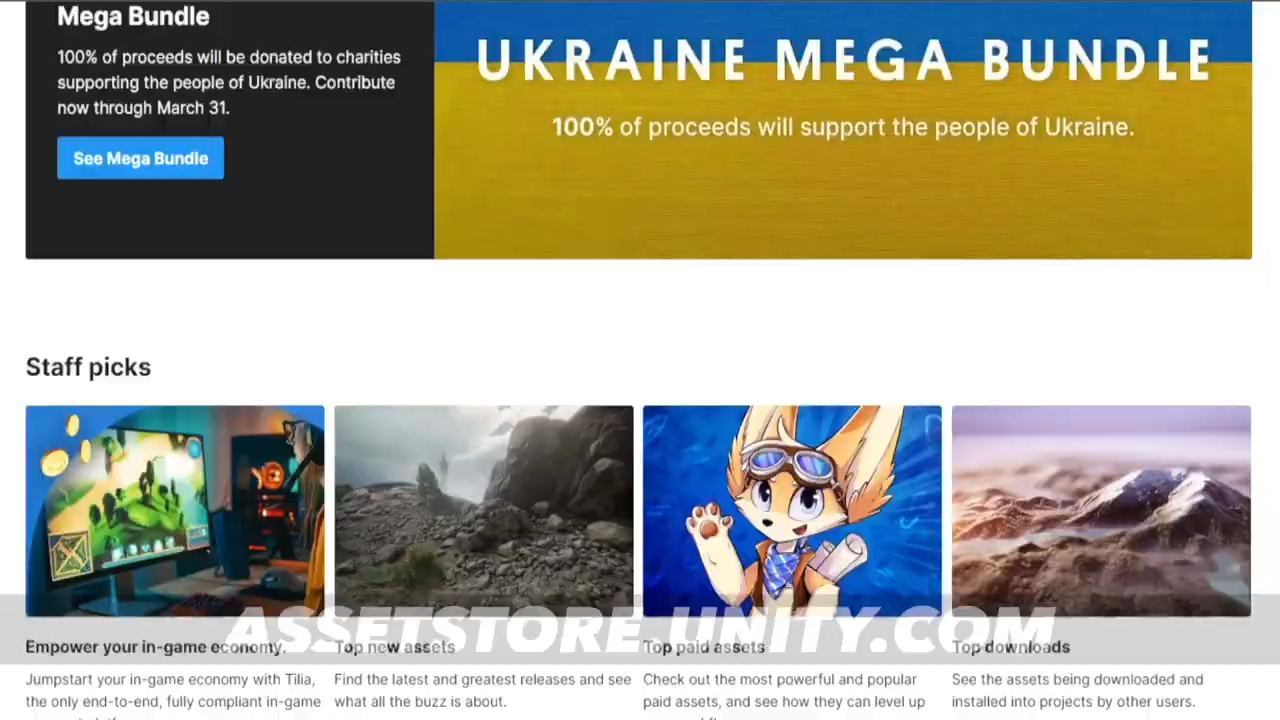 Mega Bundle
100% of proceeds will be donated to charities
supporting the people of Ukraine. Contribute
now through March 31.
See Mega Bundle
UKRAINE MEGA BUNDLE
100% of proceeds will support the people of Ukraine.
Staff picks
ASSETSTORE.UNITY.COM
Empower your in-game economy.
Jumpstart your in-game economy with Tilia,
the only end-to-end, fully compliant in-game
Top new assets
Find the latest and greatest releases and see
what all the buzz is about.
Top paid assets
Check out the most powerful and popular
paid assets, and see how they can level up
Top downloads
See the assets being downloaded and
installed into projects by other users.